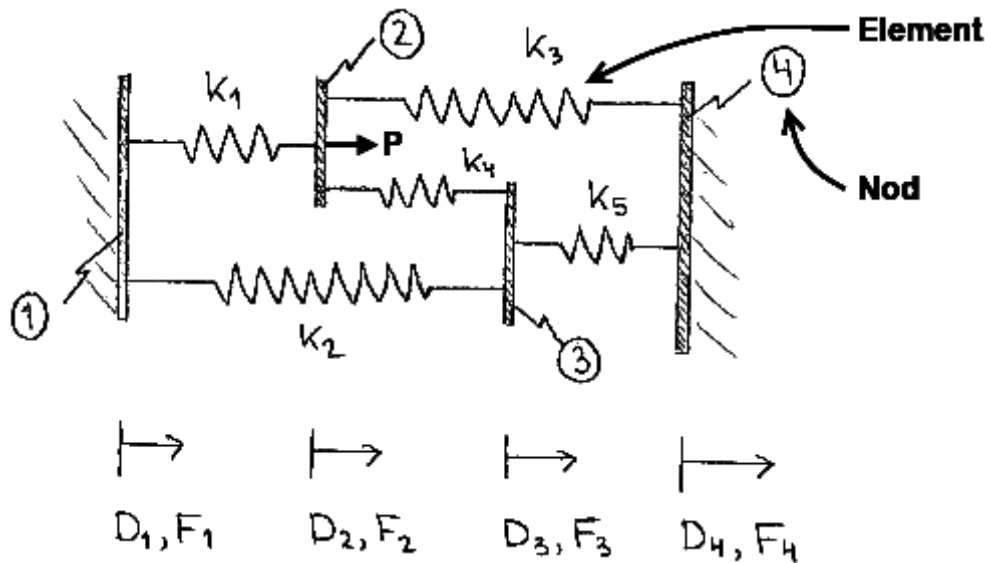 Element
②
K₃
④
K₁
P
K₄
Nod
K₅
①
K₂
③
D₁, F₁
D₂, F₂
D₃, F₃
D₄, F₄